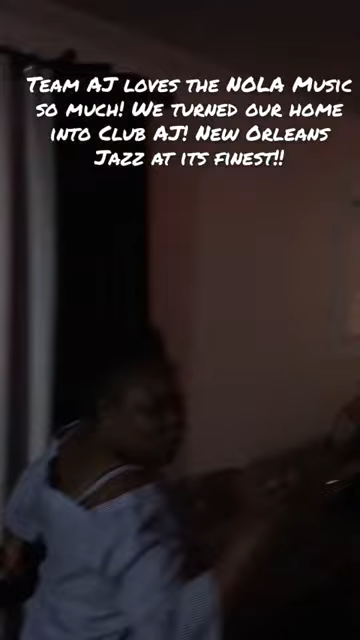 Team AJ loves the NOLA Music
so much! We turned our home
into Club AJ! New Orleans
Jazz at its finest!!